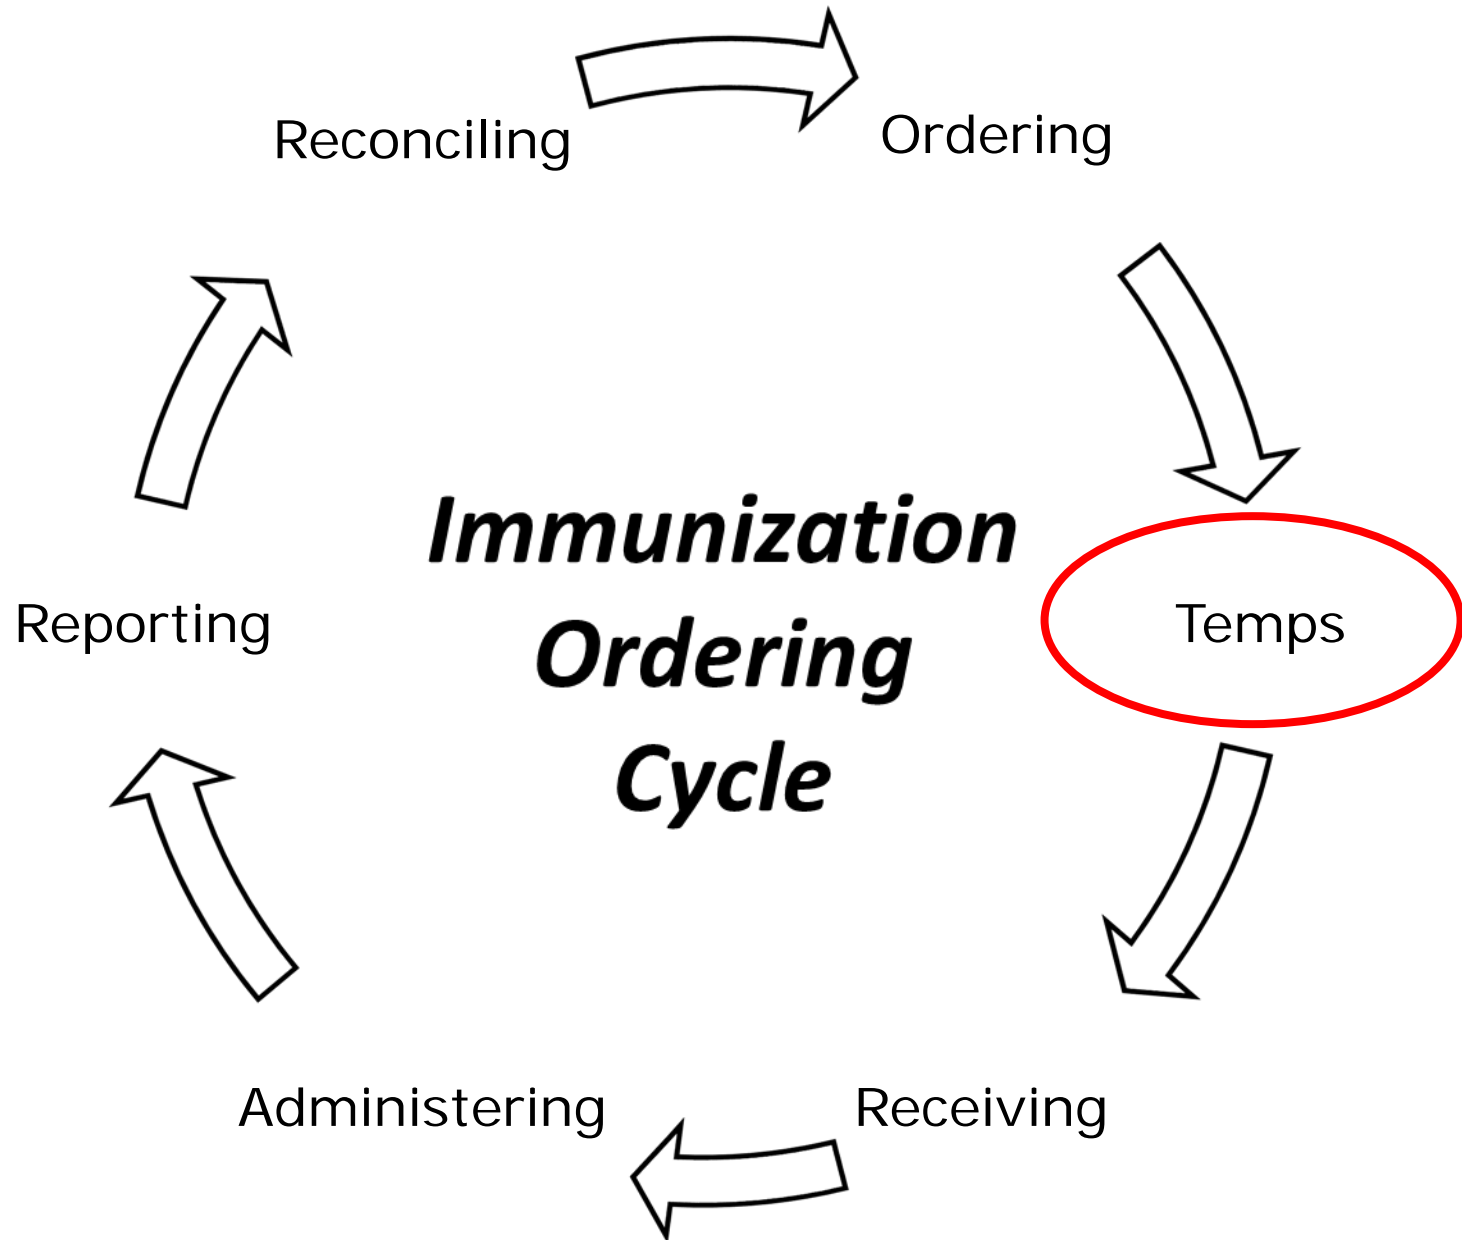 Reconciling
Ordering
Immunization
Ordering
Cycle
Reporting
Temps
Administering
Receiving